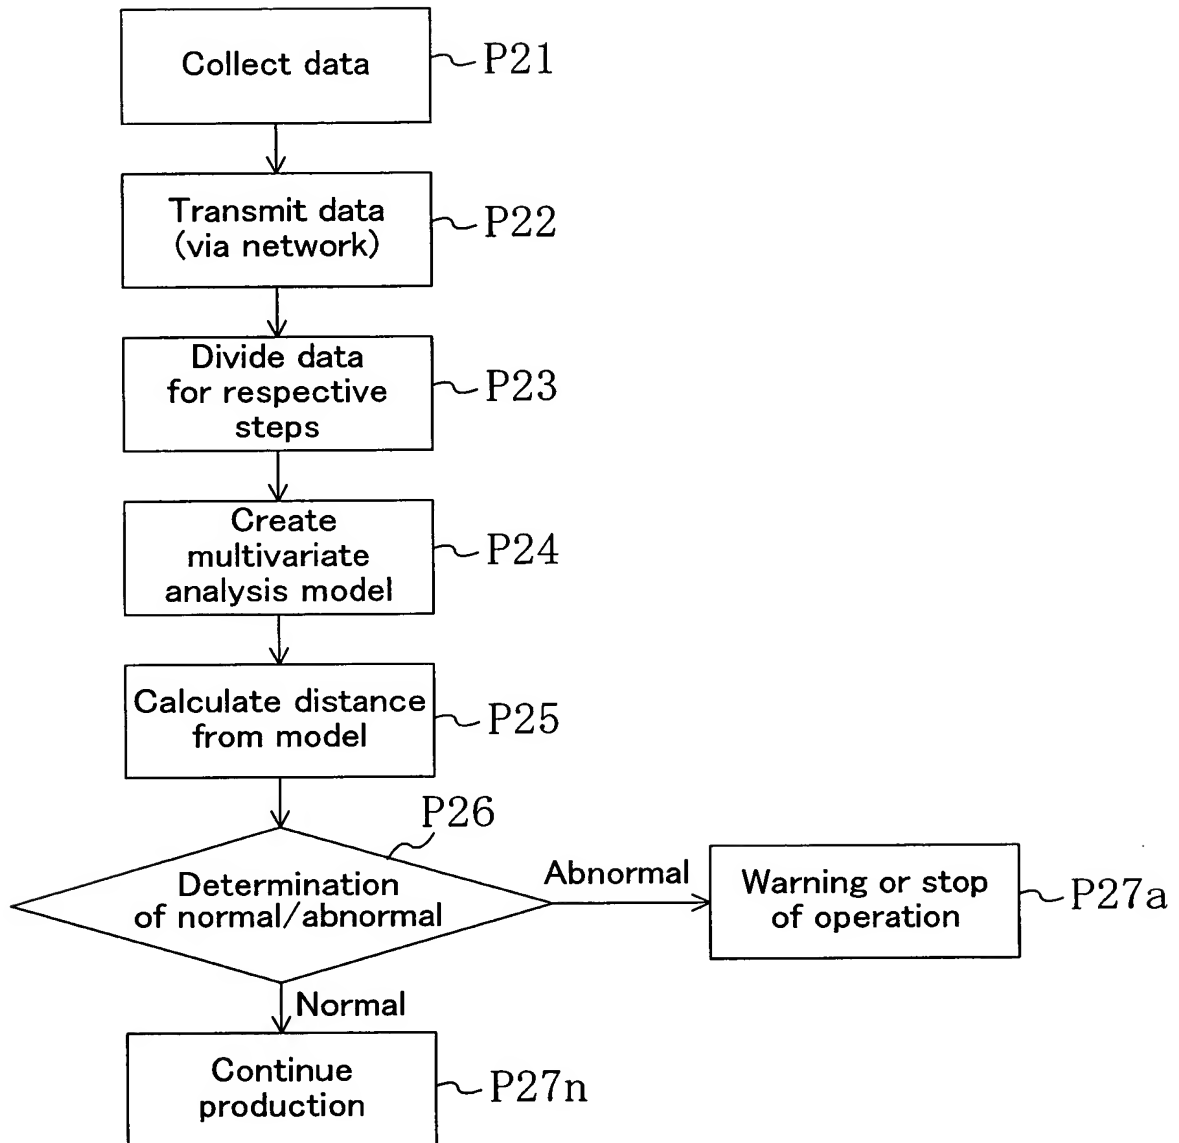 Collect data
P21
Transmit data
(via network)
P22
Divide data
for respective
steps
P23
Create
multivariate
analysis model
P24
Calculate distance
from model
P25
P26
Determination
of normal/abnormal
Abnormal
Warning or stop
of operation
P27a
Normal
Continue
production
P27n